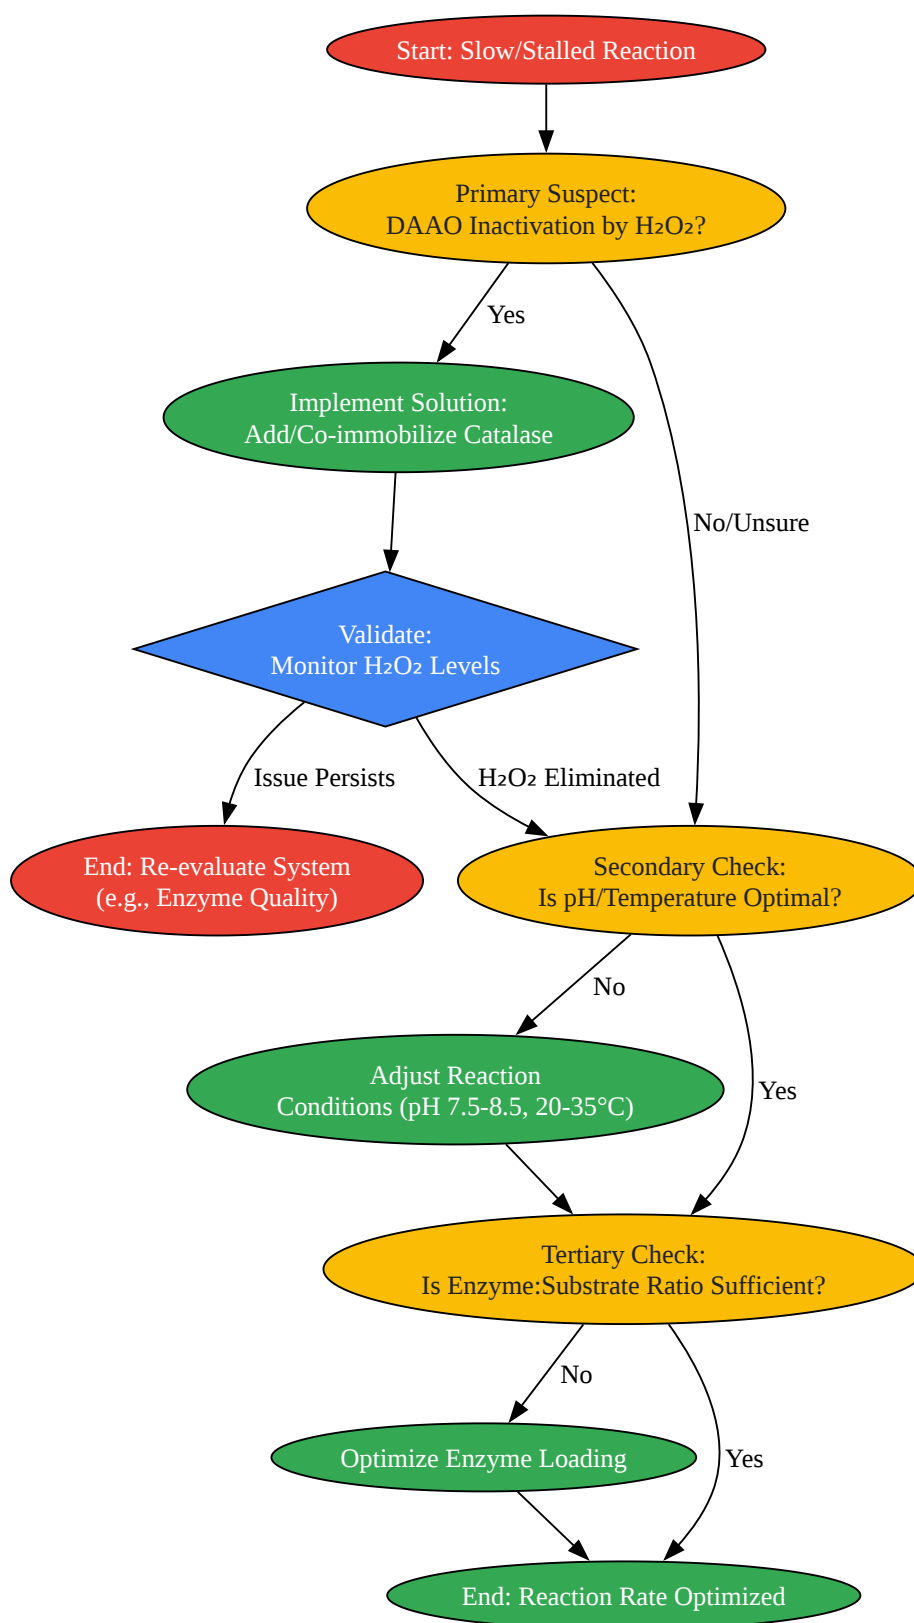 Start: Slow/Stalled Reaction
Primary Suspect:
DAAO Inactivation by H₂O₂?
Yes
Implement Solution:
Add/Co-immobilize Catalase
No/Unsure
Validate:
Monitor H₂O₂ Levels
Issue Persists
H₂O₂ Eliminated
End: Re-evaluate System
(e.g., Enzyme Quality)
Secondary Check:
Is pH/Temperature Optimal?
No
Adjust Reaction
Conditions (pH 7.5-8.5, 20-35°C)
Yes
Tertiary Check:
Is Enzyme:Substrate Ratio Sufficient?
No
Optimize Enzyme Loading
Yes
End: Reaction Rate Optimized